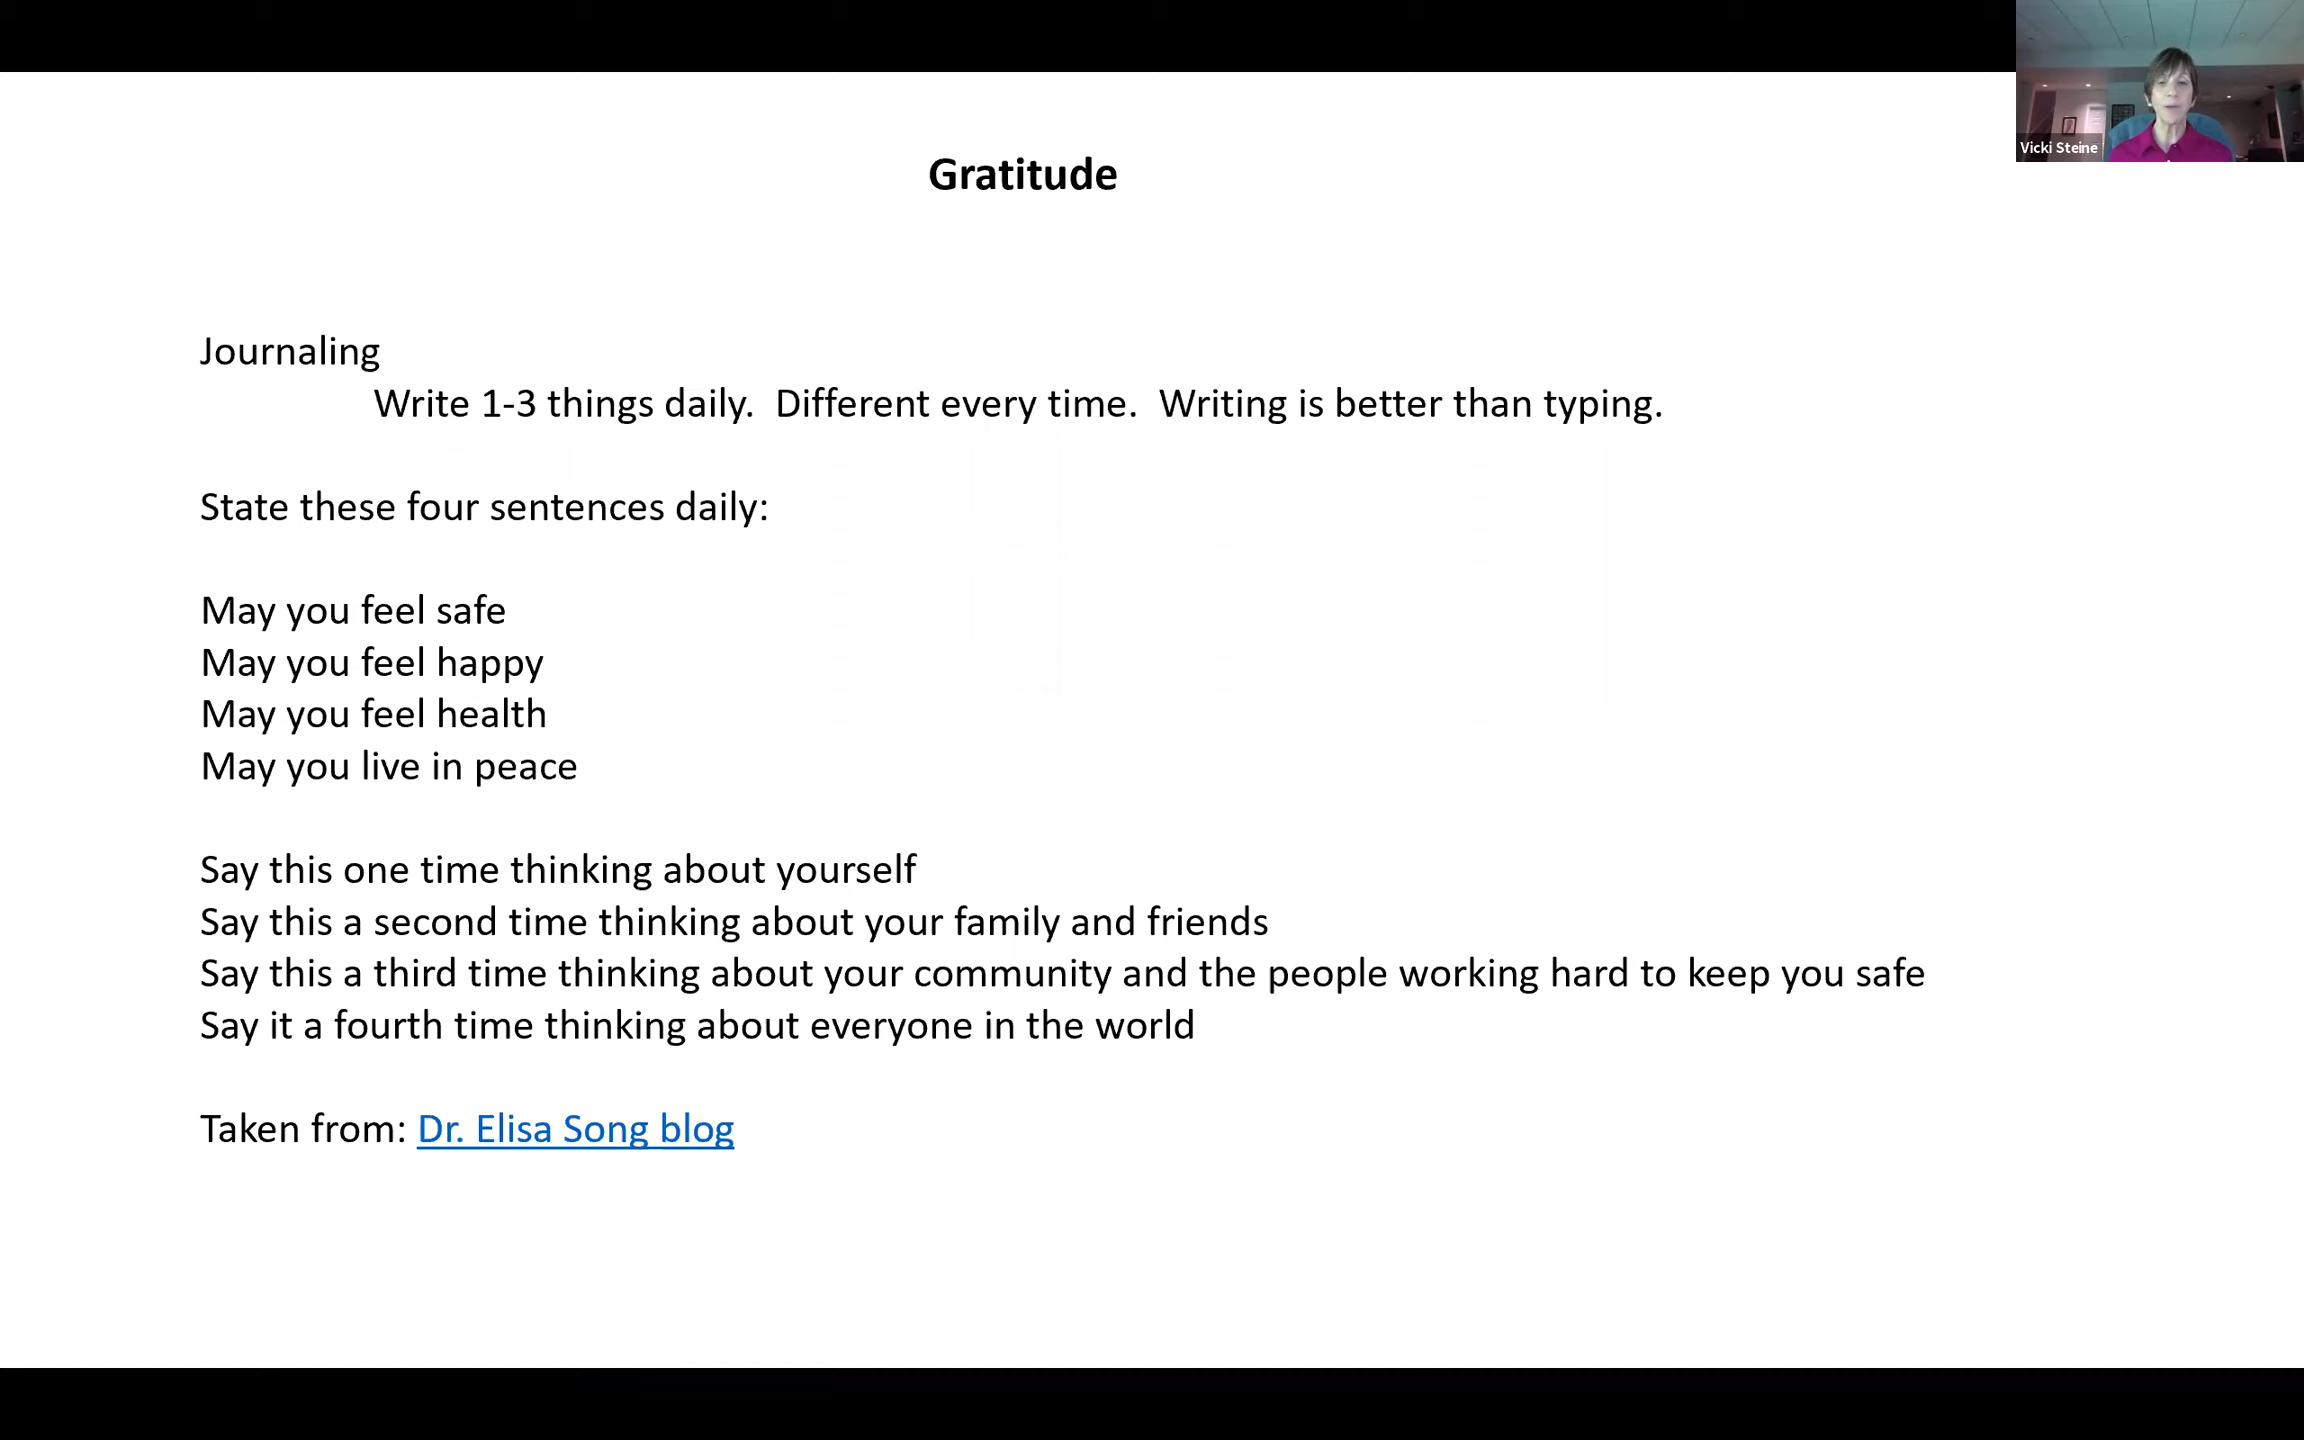 Vicki Steine
Gratitude
Journaling
Write 1-3 things daily.  Different every time.  Writing is better than typing.
State these four sentences daily:
May you feel safe
May you feel happy
May you feel health
May you live in peace
Say this one time thinking about yourself
Say this a second time thinking about your family and friends
Say this a third time thinking about your community and the people working hard to keep you safe
Say it a fourth time thinking about everyone in the world
Taken from: Dr. Elisa Song blog